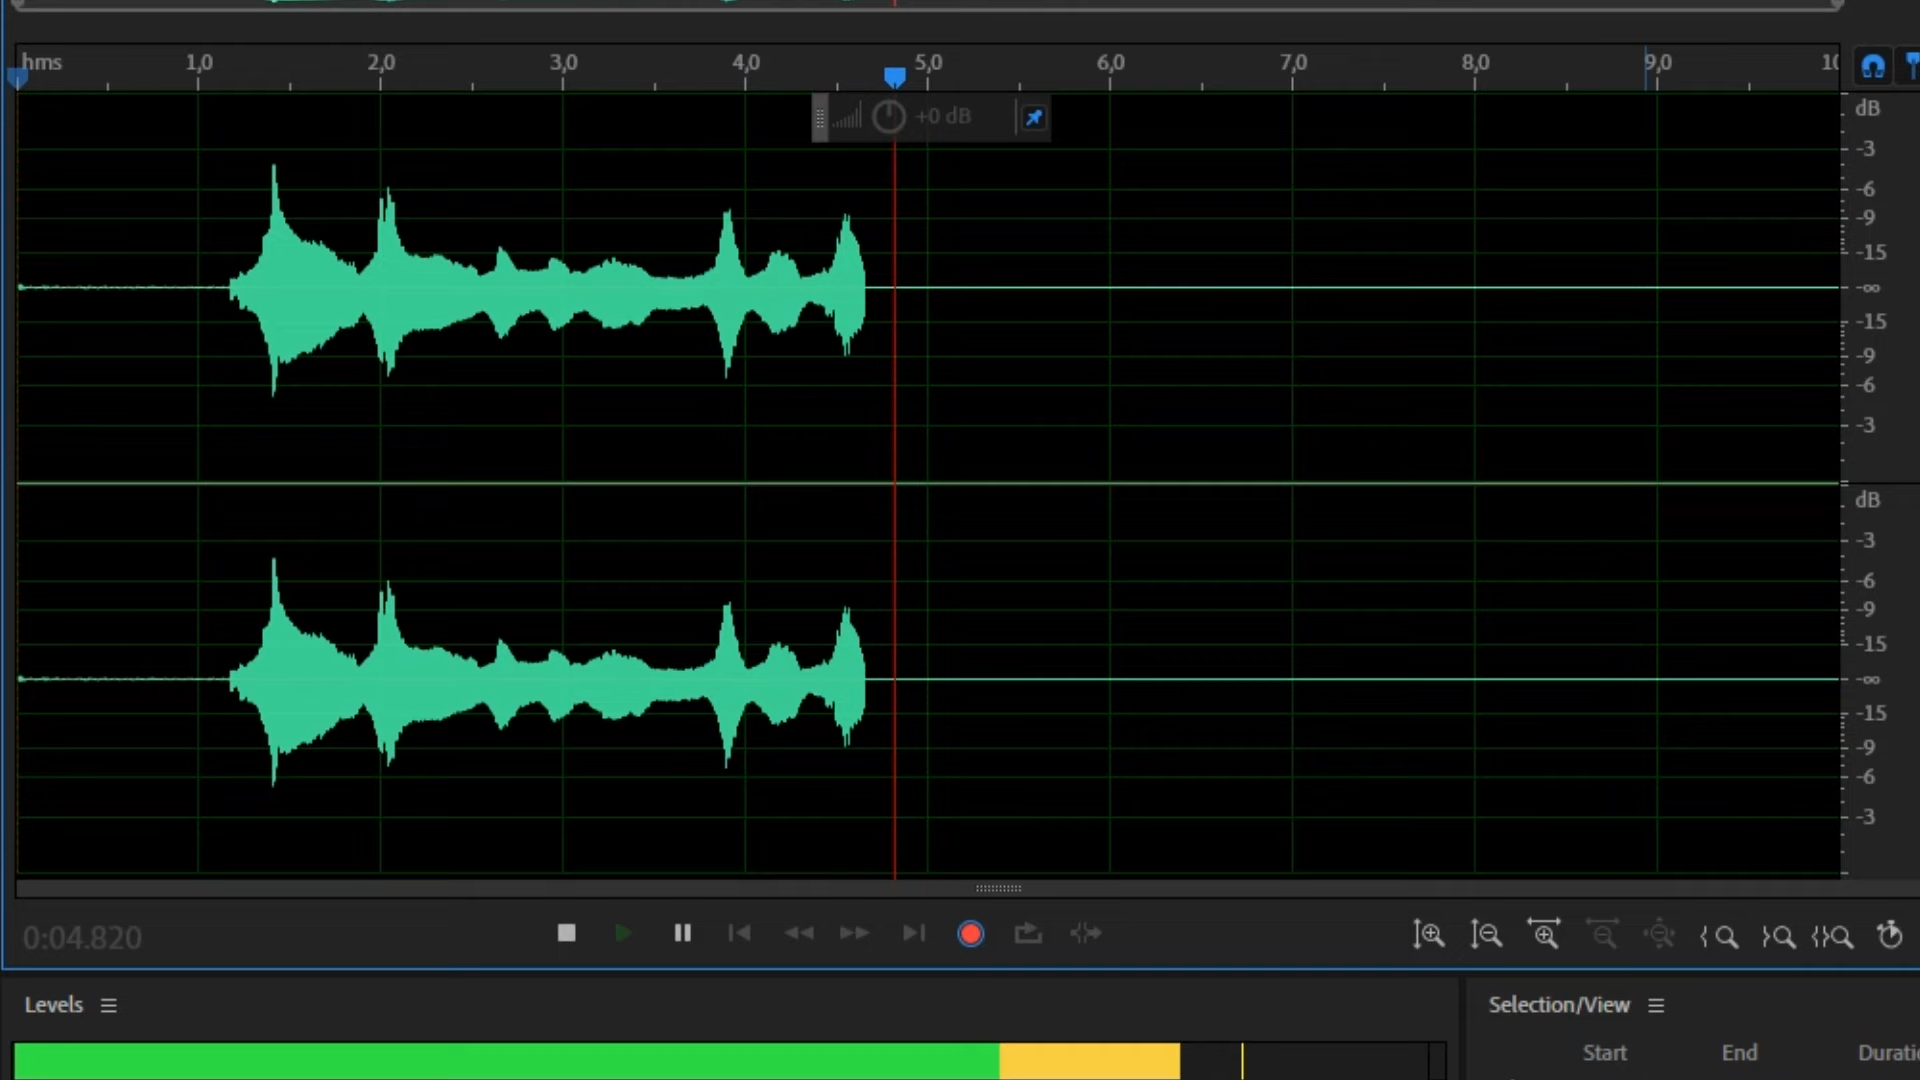 hms 1,0 2,0 3,0 4,0 5,0 6,0 7,0 8,0 9,0
+0 dB
dB
-3
-6
-9
-15
-∞
-15
-9
-6
-3
dB
-3
-6
-9
-15
-∞
-15
-9
-6
-3
0:04.820
Levels
Selection/View
Start End